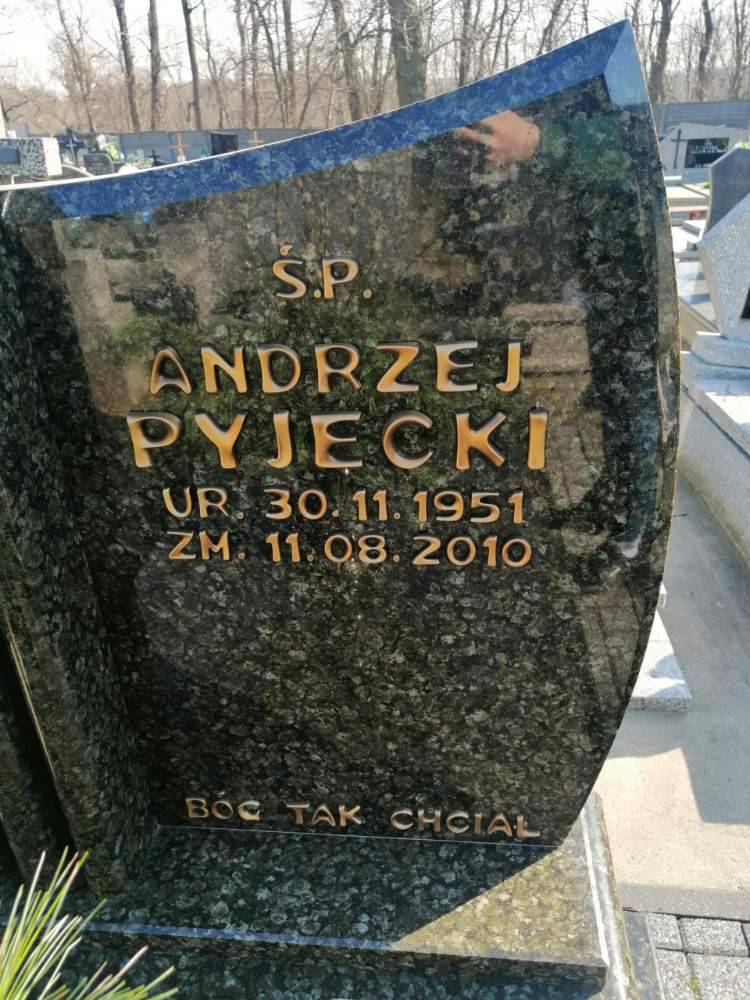 Ś.P.
ANDRZEJ
PYJECKI
UR. 30.11.1951
ZM. 11.08.2010
BÓG TAK CHCIAŁ